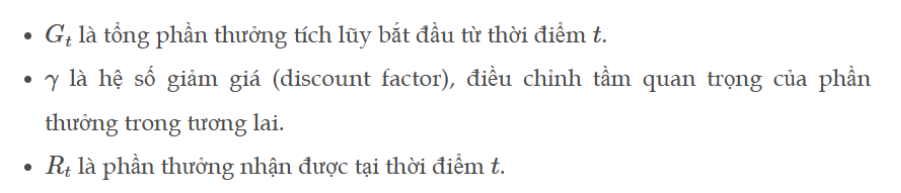 • G_t là tổng phần thưởng tích lũy bắt đầu từ thời điểm t.
• γ là hệ số giảm giá (discount factor), điều chỉnh tầm quan trọng của phần
thưởng trong tương lai.
• R_t là phần thưởng nhận được tại thời điểm t.